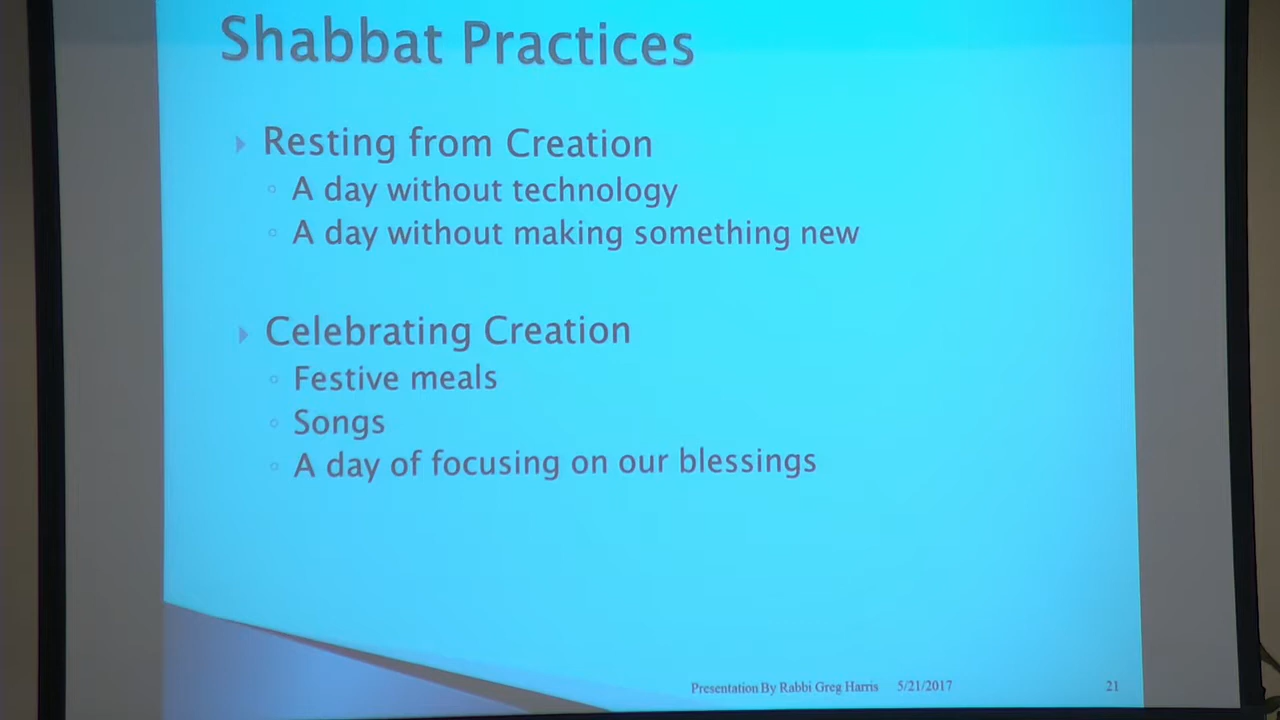 Shabbat Practices
Resting from Creation
A day without technology
A day without making something new
Celebrating Creation
Festive meals
Songs
A day of focusing on our blessings
Presentation By Rabbi Greg Harris 5/21/2017 21